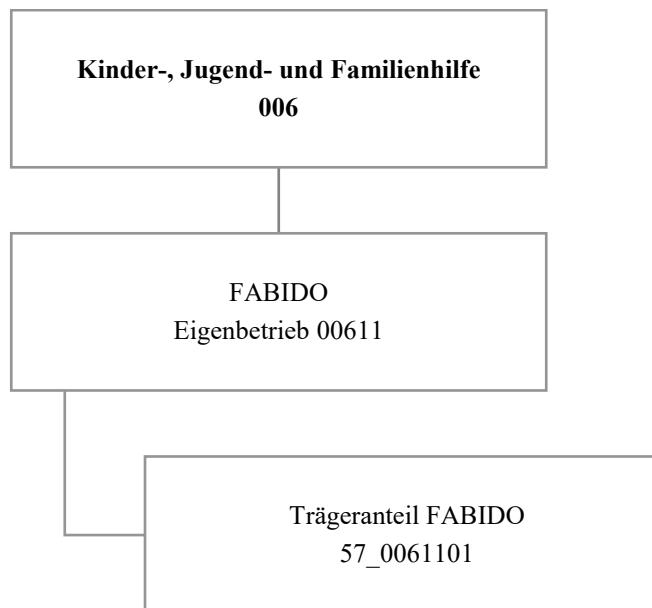 Kinder-, Jugend- und Familienhilfe
006
FABIDO
Eigenbetrieb 00611
Trägeranteil FABIDO
57_0061101